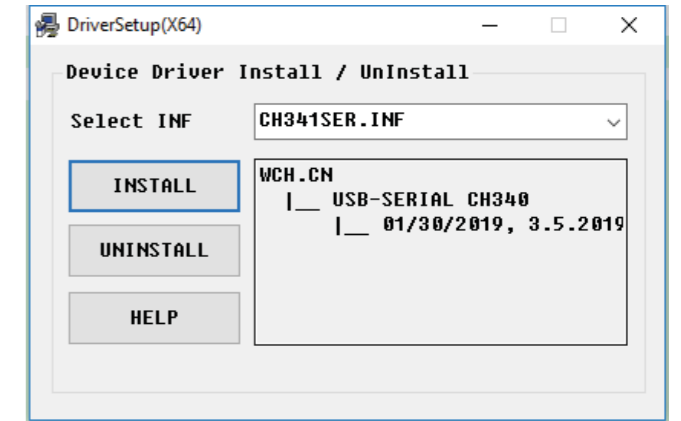 DriverSetup(X64)
Device Driver Install / UnInstall
Select INF
CH341SER.INF
INSTALL
UNINSTALL
HELP
WCH.CN
|__ USB-SERIAL CH340
|__ 01/30/2019, 3.5.2019